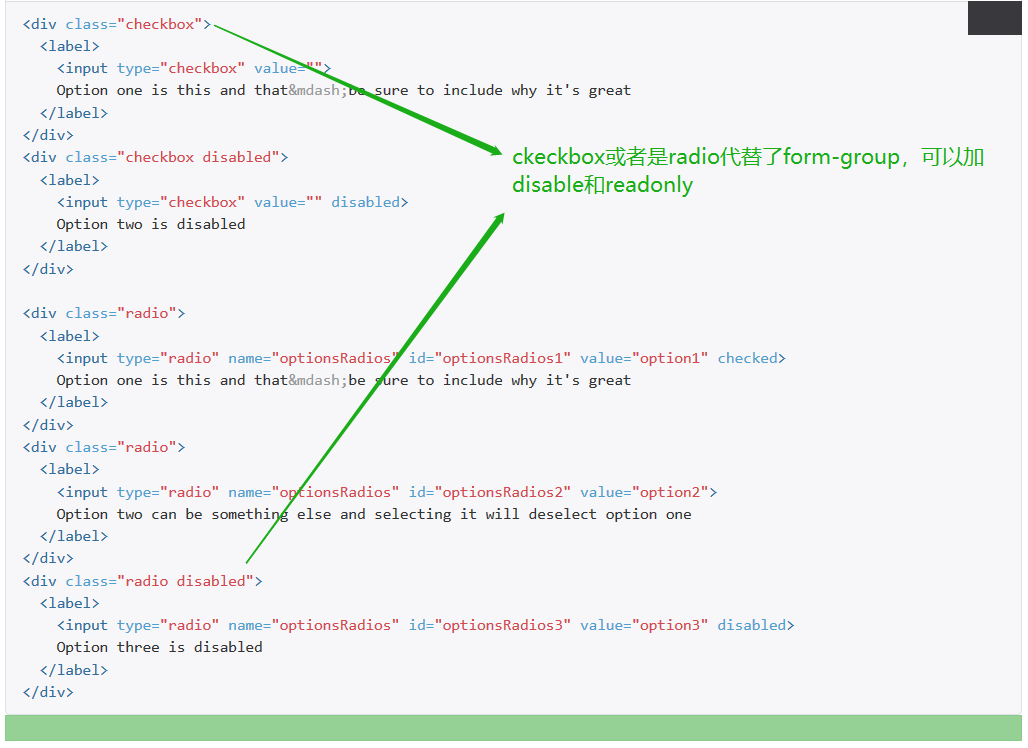 <div class="checkbox">
<label>
<input type="checkbox" value="">
Option one is this and that&mdash;be sure to include why it's great
</label>
</div>
<div class="checkbox disabled">
ckeckbox或者是radio代替了form-group，可以加
disable和readonly
<label>
<input type="checkbox" value="" disabled>
Option two is disabled
</label>
</div>
<div class="radio">
<label>
<input type="radio" name="optionsRadios" id="optionsRadios1" value="option1" checked>
Option one is this and that&mdash;be sure to include why it's great
</label>
</div>
<div class="radio">
<label>
<input type="radio" name="optionsRadios" id="optionsRadios2" value="option2">
Option two can be something else and selecting it will deselect option one
</label>
</div>
<div class="radio disabled">
<label>
<input type="radio" name="optionsRadios" id="optionsRadios3" value="option3" disabled>
Option three is disabled
</label>
</div>